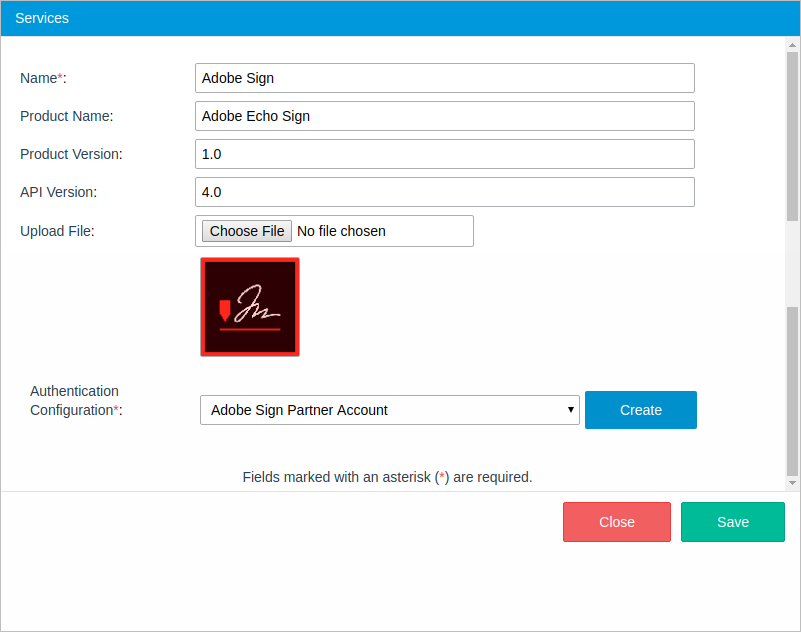 Services
Name*: Adobe Sign
Product Name: Adobe Echo Sign
Product Version: 1.0
API Version: 4.0
Upload File: Choose File No file chosen
Authentication
Configuration*: Adobe Sign Partner Account Create
Fields marked with an asterisk (*) are required.
Close Save